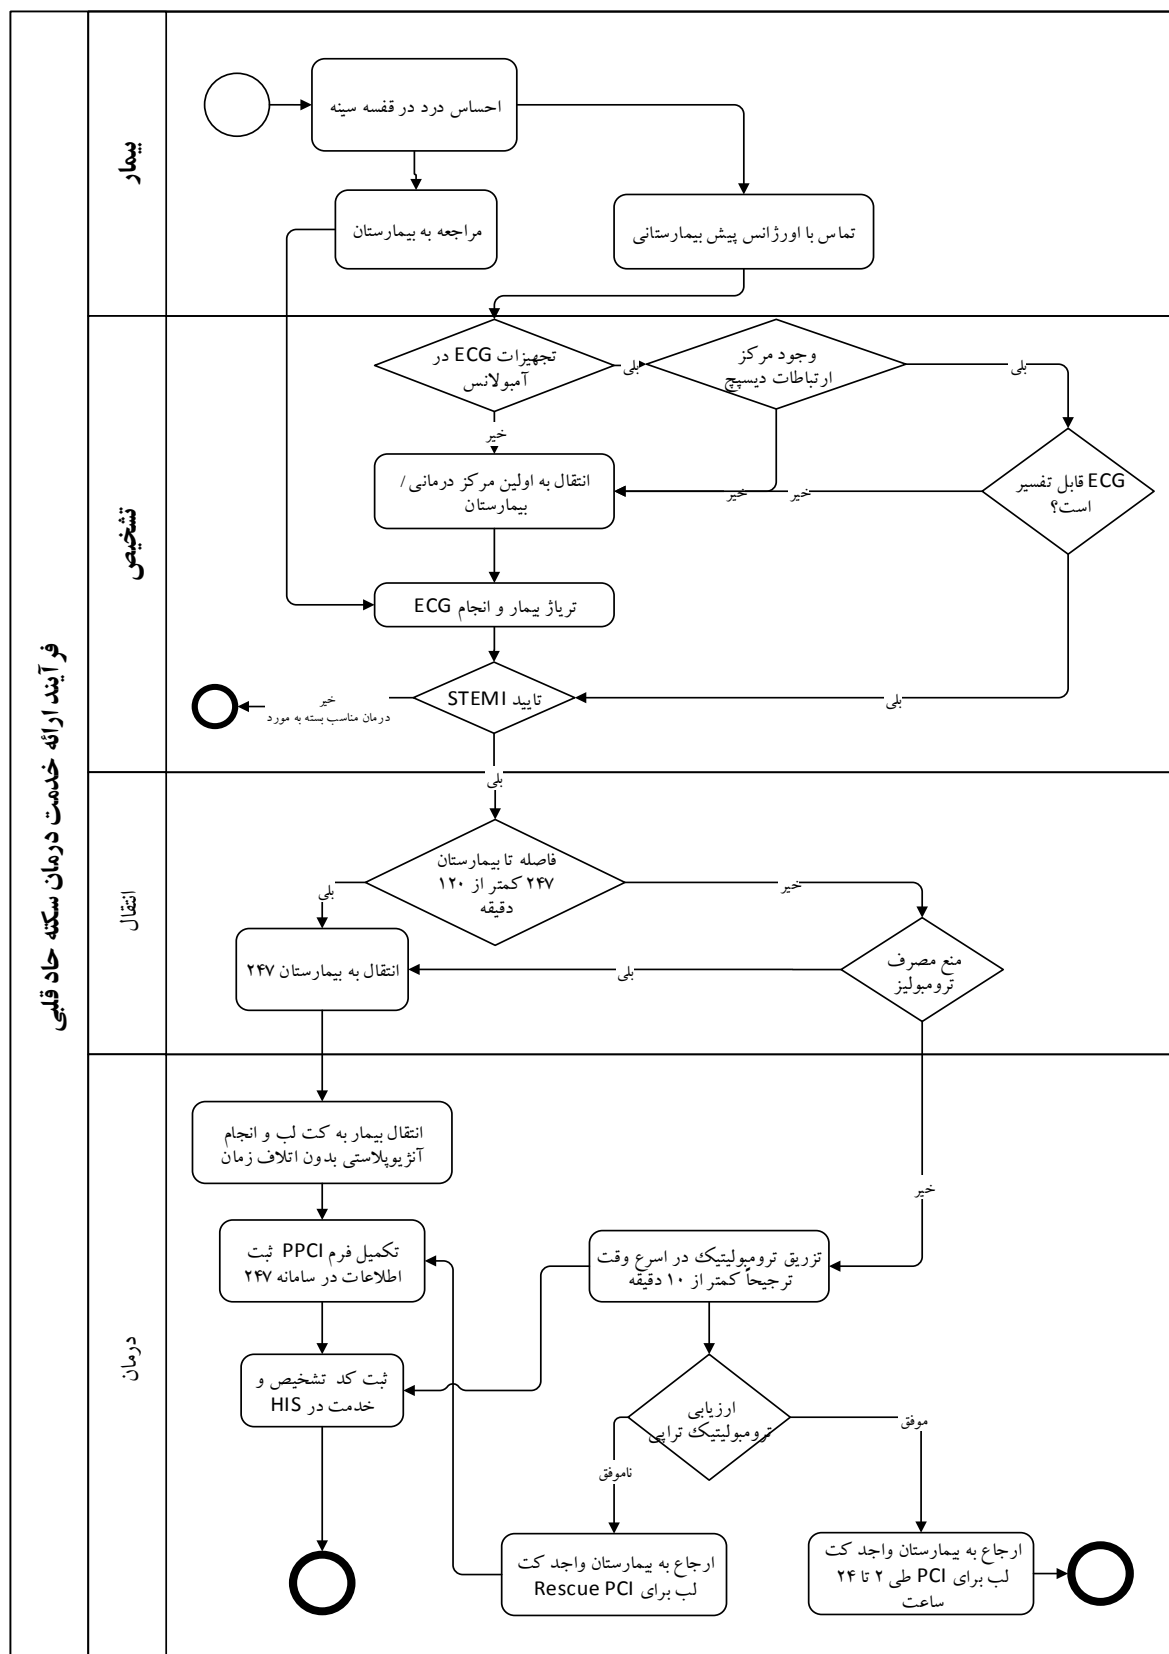 فرآیند ارائه خدمت درمان سکته حاد قلبی
بیمار
احساس درد در قفسه سینه
مراجعه به بیمارستان
تماس با اورژانس پیش بیمارستانی
تشخیص
تجهیزات ECG در
آمبولانس
بلی
وجود مرکز
ارتباطات دیسپچ
بلی
خیر
انتقال به اولین مرکز درمانی/
بیمارستان
خیر
خیر
ECG قابل تفسیر
است؟
تریاژ بیمار و انجام ECG
تایید STEMI
خیر
درمان مناسب بسته به مورد
بلی
بلی
انتقال
فاصله تا بیمارستان
۲۴۷ کمتر از ۱۲۰
دقیقه
بلی
خیر
انتقال به بیمارستان ۲۴۷
بلی
منع مصرف
ترومبولیز
درمان
انتقال بیمار به کت لب و انجام
آنژیوپلاستی بدون اتلاف زمان
خیر
تکمیل فرم PPCI ثبت
اطلاعات در سامانه ۲۴۷
تزریق ترومبولیتیک در اسرع وقت
ترجیحاً کمتر از ۱۰ دقیقه
ثبت کد تشخیص و
خدمت در HIS
ارزیابی
ترومبولیتیک تراپی
موفق
ناموفق
ارجاع به بیمارستان واجد کت
لب برای Rescue PCI
ارجاع به بیمارستان واجد کت
لب برای PCI طی ۲ تا ۲۴
ساعت